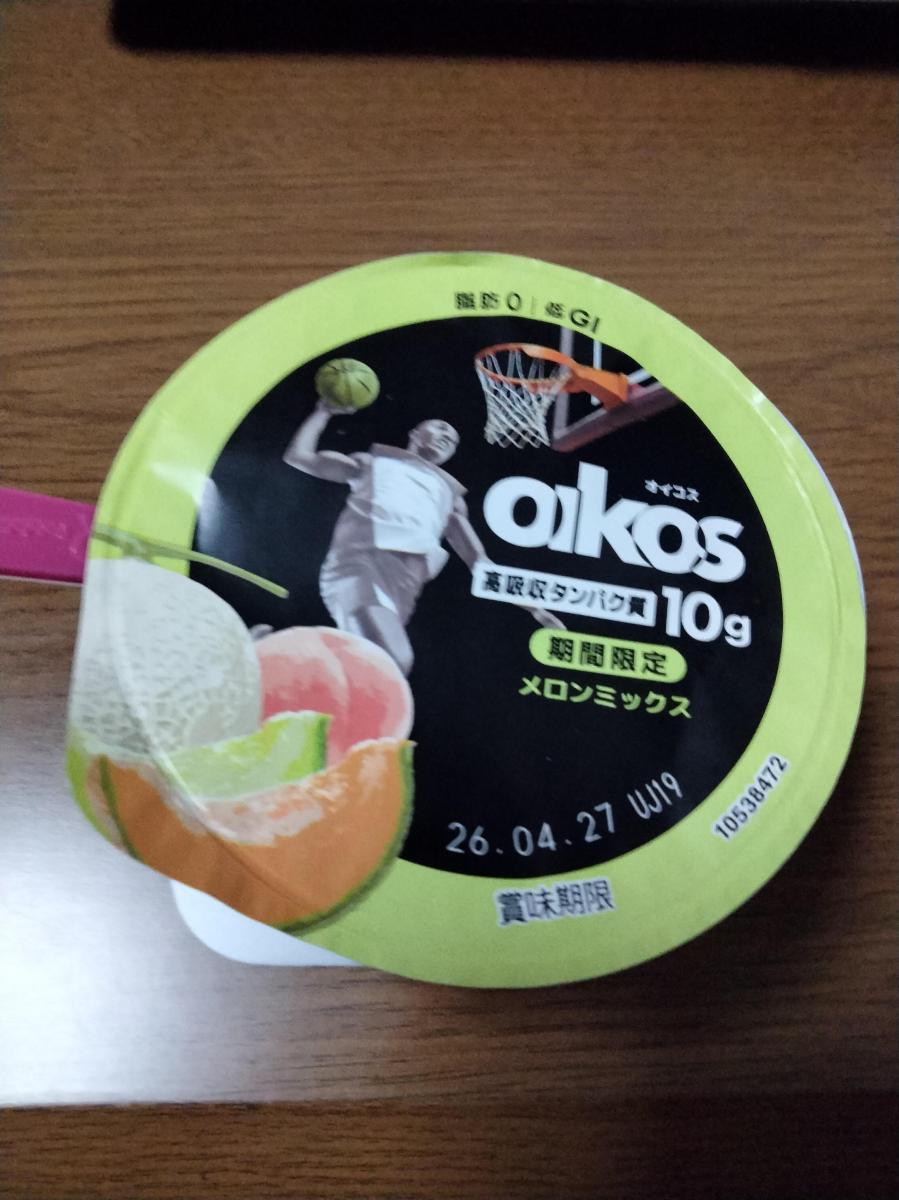 脂肪0 | 低GI
オイコス
oikos
高吸収タンパク質 10g
期間限定
メロンミックス
26.04.27 UJ19
10538472
賞味期限